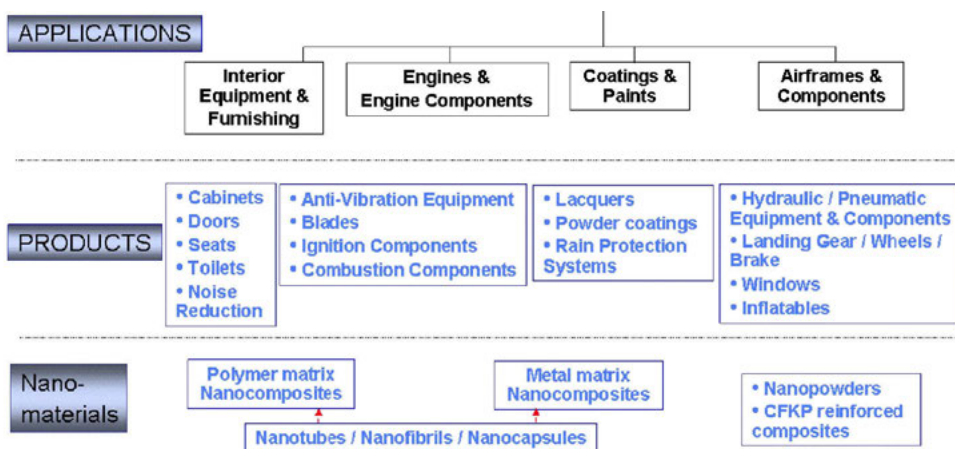 APPLICATIONS
Interior
Equipment &
Furnishing
Engines &
Engine Components
Coatings &
Paints
Airframes &
Components
PRODUCTS
• Cabinets
• Doors
• Seats
• Toilets
• Noise
Reduction
• Anti-Vibration Equipment
• Blades
• Ignition Components
• Combustion Components
• Lacquers
• Powder coatings
• Rain Protection
Systems
• Hydraulic / Pneumatic
Equipment & Components
• Landing Gear / Wheels /
Brake
• Windows
• Inflatables
Nano-
materials
Polymer matrix
Nanocomposites
Metal matrix
Nanocomposites
Nanotubes / Nanofibrils / Nanocapsules
• Nanopowders
• CFKP reinforced
composites